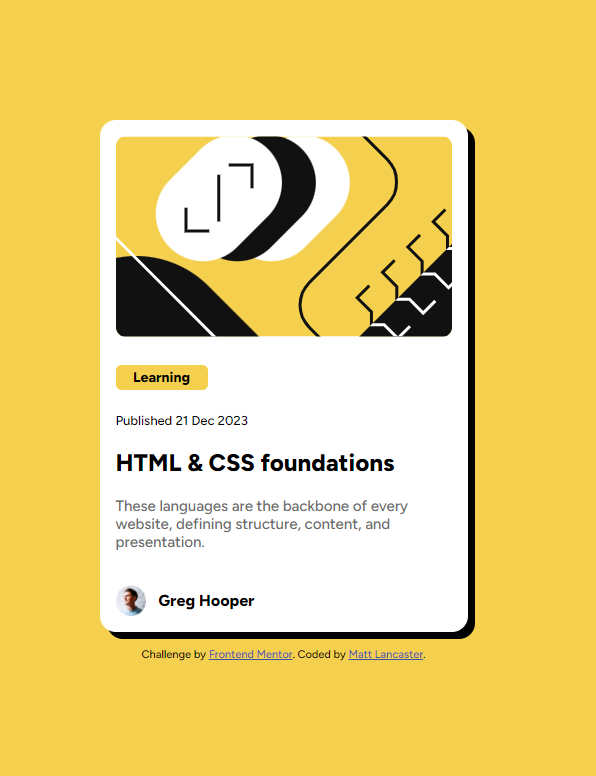 Learning
Published 21 Dec 2023
HTML & CSS foundations
These languages are the backbone of every
website, defining structure, content, and
presentation.
Greg Hooper
Challenge by Frontend Mentor. Coded by Matt Lancaster.